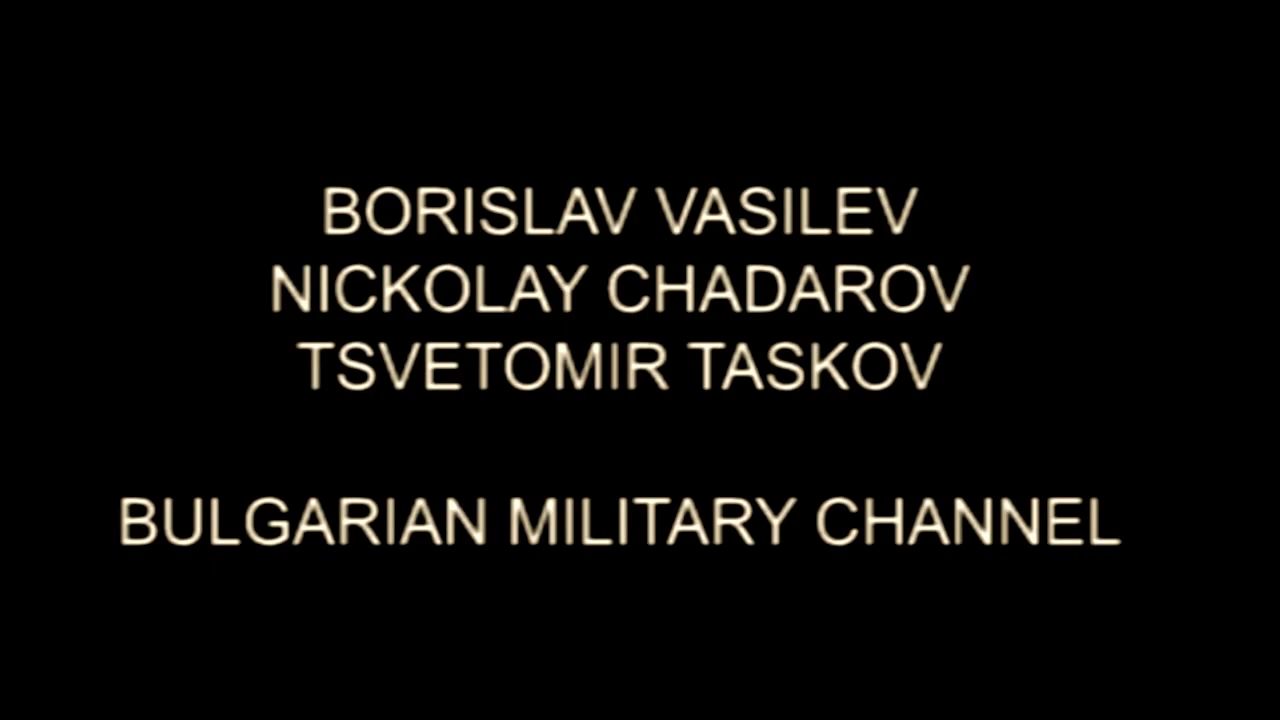 BORISLAV VASILEV
NICKOLAY CHADAROV
TSVETOMIR TASKOV
BULGARIAN MILITARY CHANNEL